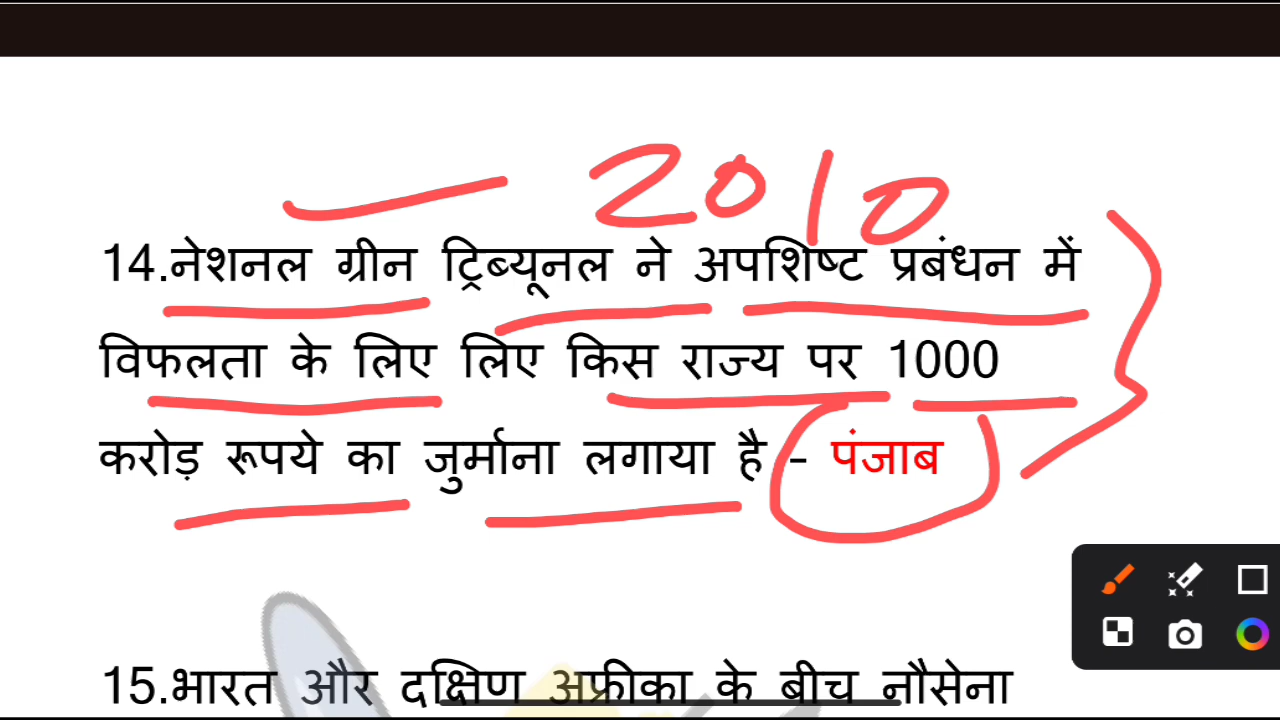 2010
14.नेशनल ग्रीन ट्रिब्यूनल ने अपशिष्ट प्रबंधन में
विफलता के लिए लिए किस राज्य पर 1000
करोड़ रूपये का जुर्माना लगाया है - पंजाब
15.भारत और दक्षिण अफ्रीका के बीच नौसेना